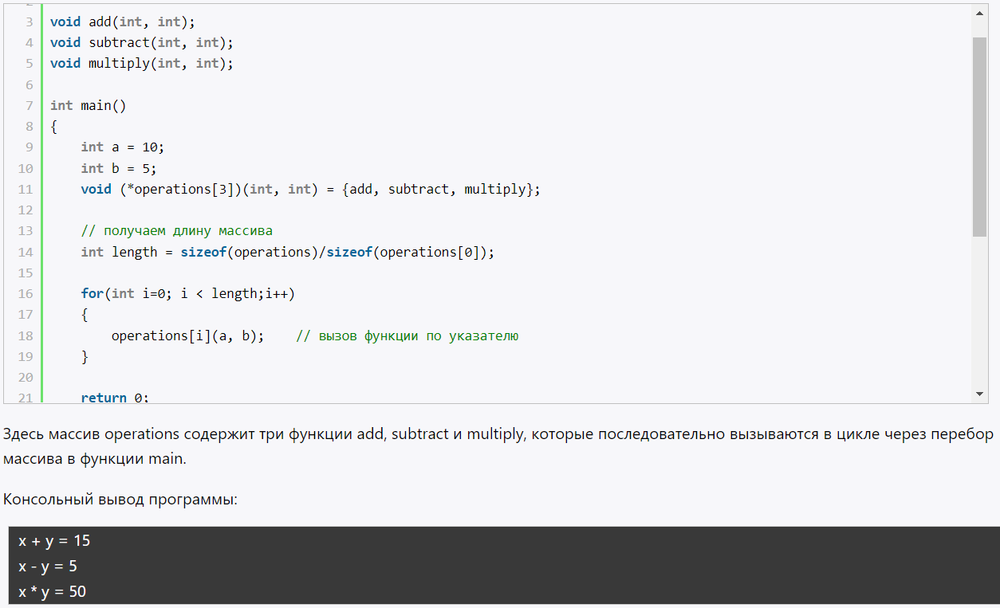 3 void add(int, int);
4 void subtract(int, int);
5 void multiply(int, int);
6
7 int main()
8 {
9     int a = 10;
10     int b = 5;
11     void (*operations[3])(int, int) = {add, subtract, multiply};
12
13     // получаем длину массива
14     int length = sizeof(operations)/sizeof(operations[0]);
15
16     for(int i=0; i < length;i++)
17     {
18         operations[i](a, b);    // вызов функции по указателю
19     }
20
21     return 0;
Здесь массив operations содержит три функции add, subtract и multiply, которые последовательно вызываются в цикле через перебор
массива в функции main.
Консольный вывод программы:
x + y = 15
x - y = 5
x * y = 50